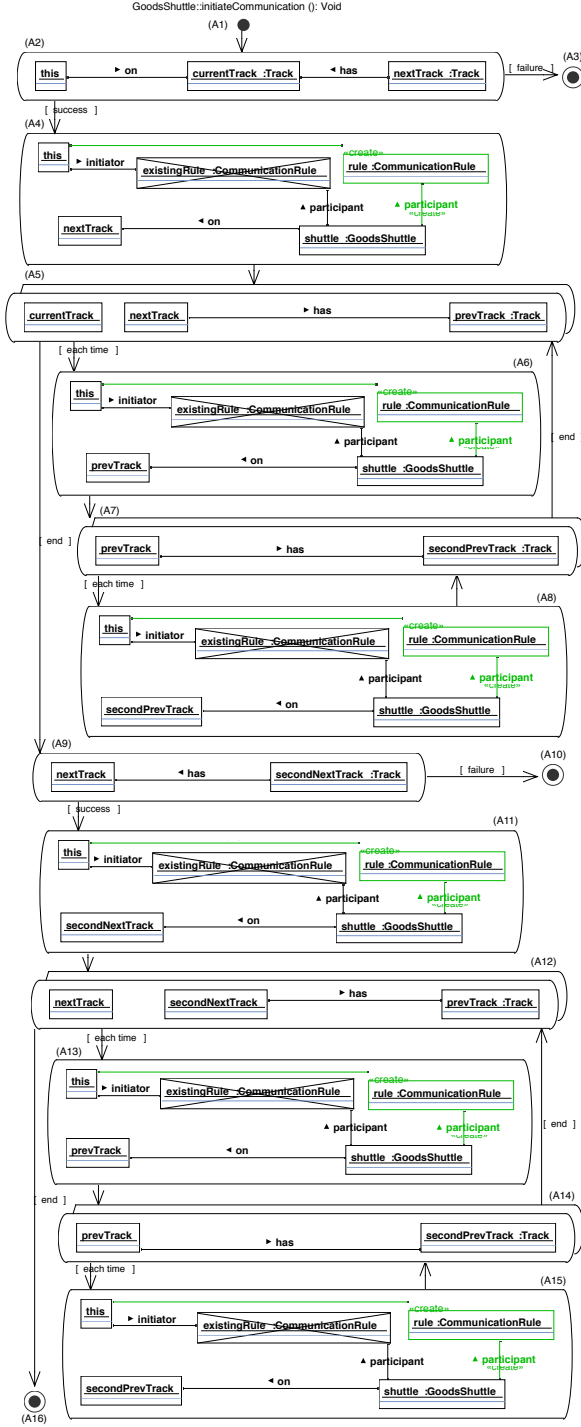 GoodsShuttle::initiateCommunication (): Void
(A1)
(A2)
(A3)
this
► on
currentTrack :Track
◄ has
nextTrack :Track
[ failure ]
[ success ]
(A4)
this
► initiator
existingRule :CommunicationRule
«create»
rule :CommunicationRule
▲ participant
▲ participant
«create»
nextTrack
◄ on
shuttle :GoodsShuttle
(A5)
currentTrack
nextTrack
► has
prevTrack :Track
[ each time ]
(A6)
this
► initiator
existingRule :CommunicationRule
«create»
rule :CommunicationRule
▲ participant
▲ participant
«create»
[ end ]
prevTrack
◄ on
shuttle :GoodsShuttle
(A7)
[ end ]
prevTrack
► has
secondPrevTrack :Track
[ each time ]
(A8)
this
► initiator
existingRule :CommunicationRule
«create»
rule :CommunicationRule
▲ participant
▲ participant
«create»
secondPrevTrack
◄ on
shuttle :GoodsShuttle
(A9)
(A10)
nextTrack
◄ has
secondNextTrack :Track
[ failure ]
[ success ]
(A11)
this
► initiator
existingRule :CommunicationRule
«create»
rule :CommunicationRule
▲ participant
▲ participant
«create»
secondNextTrack
◄ on
shuttle :GoodsShuttle
(A12)
nextTrack
secondNextTrack
► has
prevTrack :Track
[ each time ]
(A13)
this
► initiator
existingRule :CommunicationRule
«create»
rule :CommunicationRule
▲ participant
▲ participant
«create»
[ end ]
prevTrack
◄ on
shuttle :GoodsShuttle
[ end ]
(A14)
prevTrack
► has
secondPrevTrack :Track
[ each time ]
(A15)
this
► initiator
existingRule :CommunicationRule
«create»
rule :CommunicationRule
▲ participant
▲ participant
«create»
secondPrevTrack
◄ on
shuttle :GoodsShuttle
(A16)